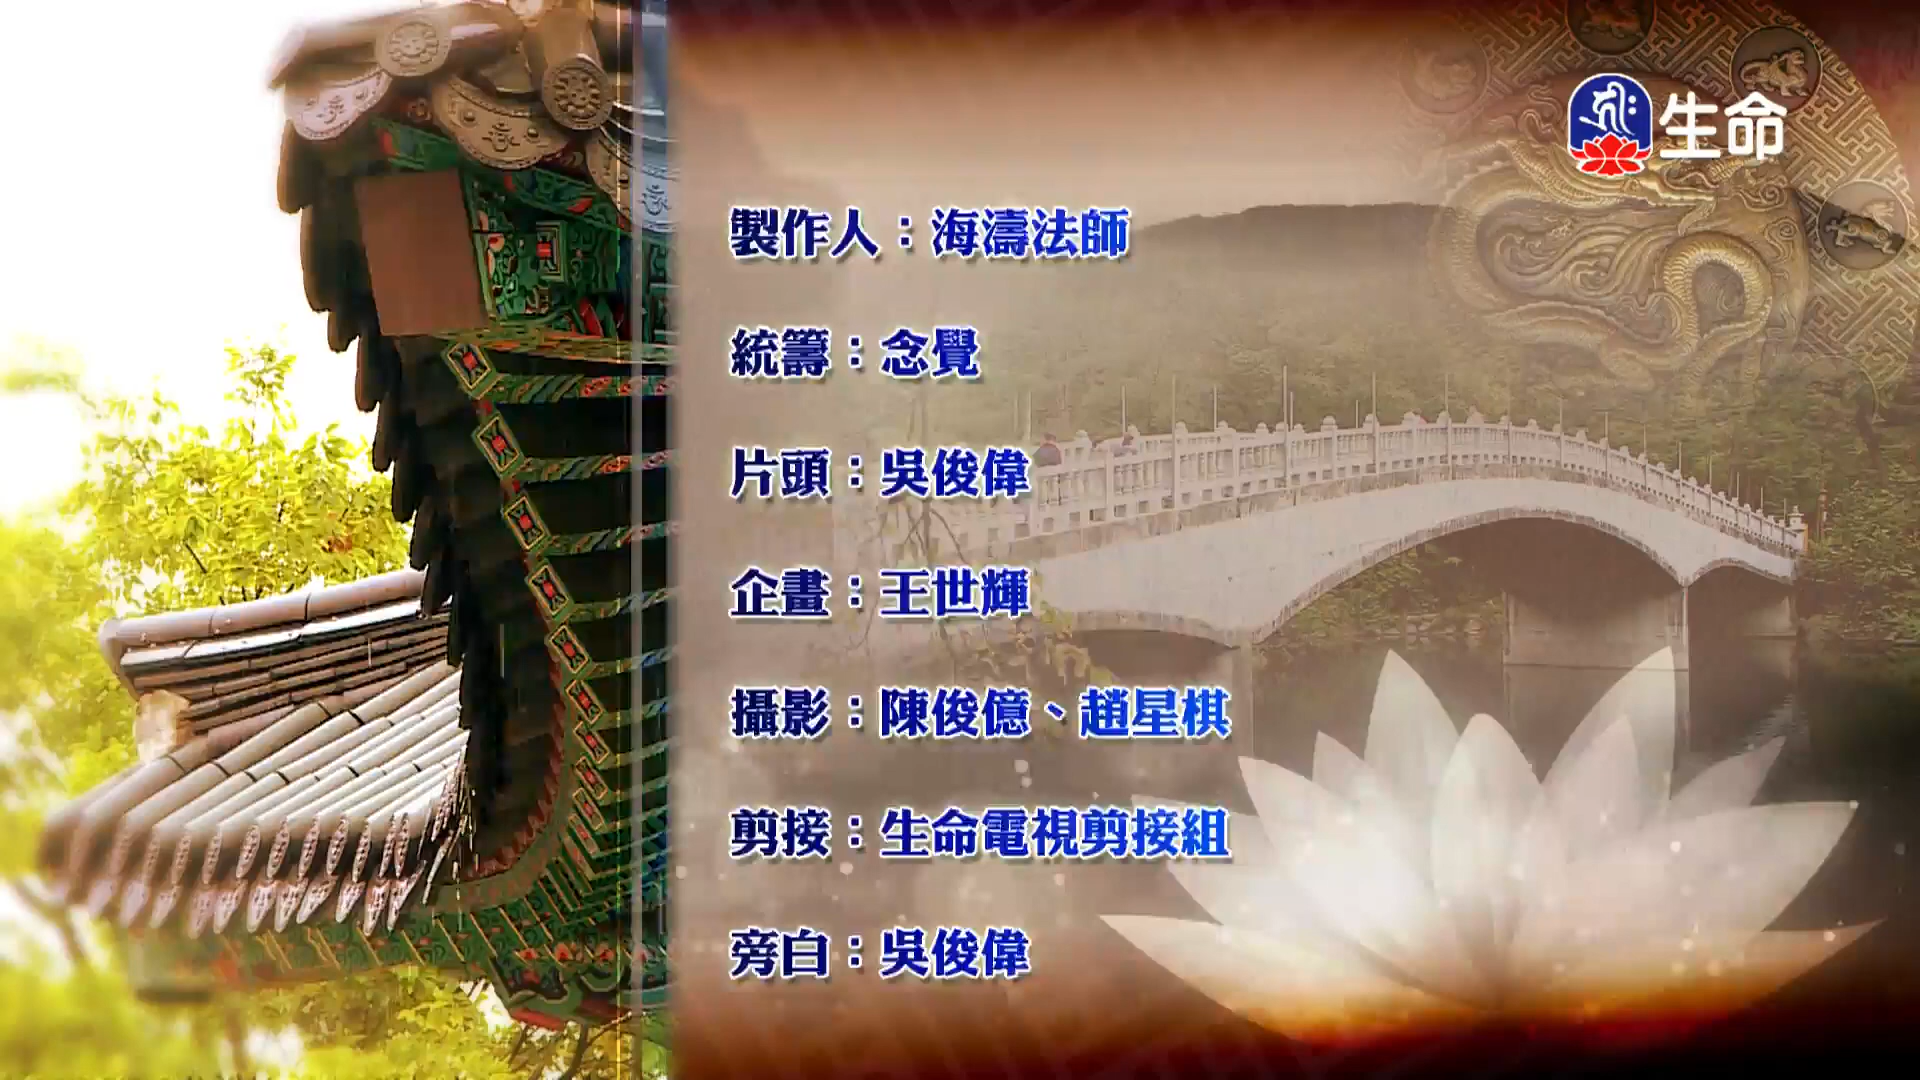 生命
製作人：海濤法師
統籌：念覺
片頭：吳俊偉
企畫：王世輝
攝影：陳俊億、趙星棋
剪接：生命電視剪接組
旁白：吳俊偉